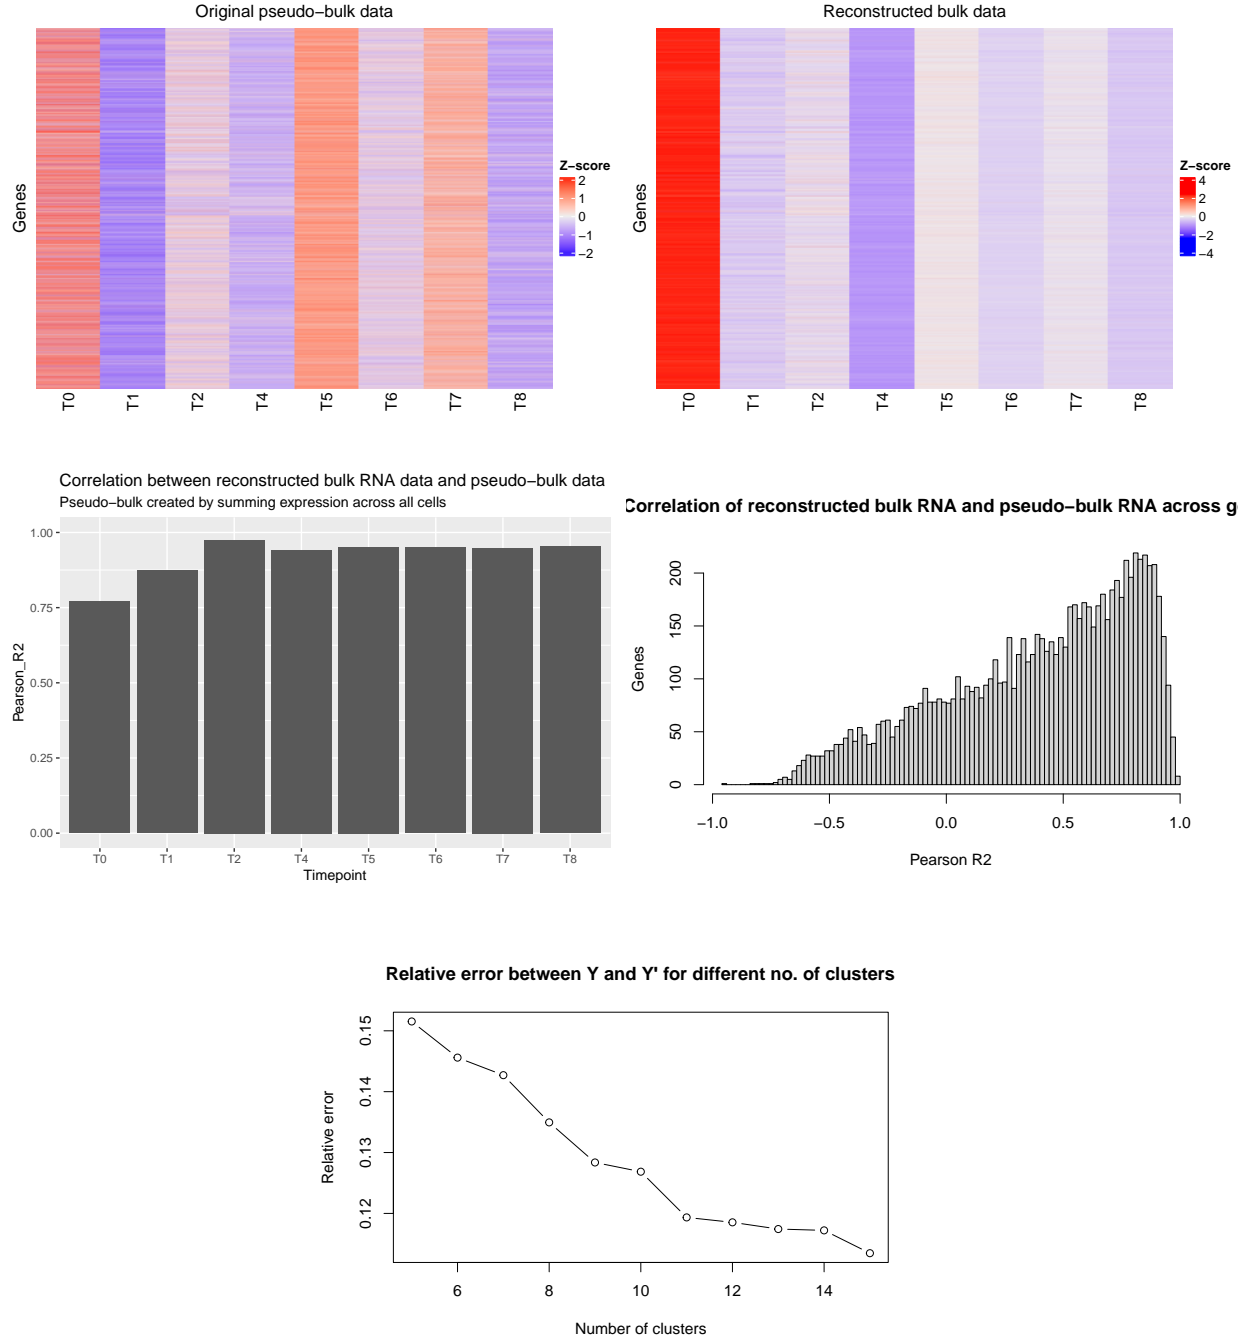 Original pseudo−bulk data
Genes
T0 T1 T2 T4 T5 T6 T7 T8
Z−score
2
1
0
−1
−2
Reconstructed bulk data
Genes
T0 T1 T2 T4 T5 T6 T7 T8
Z−score
4
2
0
−2
−4
Correlation between reconstructed bulk RNA data and pseudo−bulk data
Pseudo−bulk created by summing expression across all cells
Pearson_R2
1.00
0.75
0.50
0.25
0.00
T0 T1 T2 T4 T5 T6 T7 T8
Timepoint
Correlation of reconstructed bulk RNA and pseudo−bulk RNA across g
Genes
200
150
100
50
0
−1.0 −0.5 0.0 0.5 1.0
Pearson R2
Relative error between Y and Y' for different no. of clusters
Relative error
0.15
0.14
0.13
0.12
6 8 10 12 14
Number of clusters